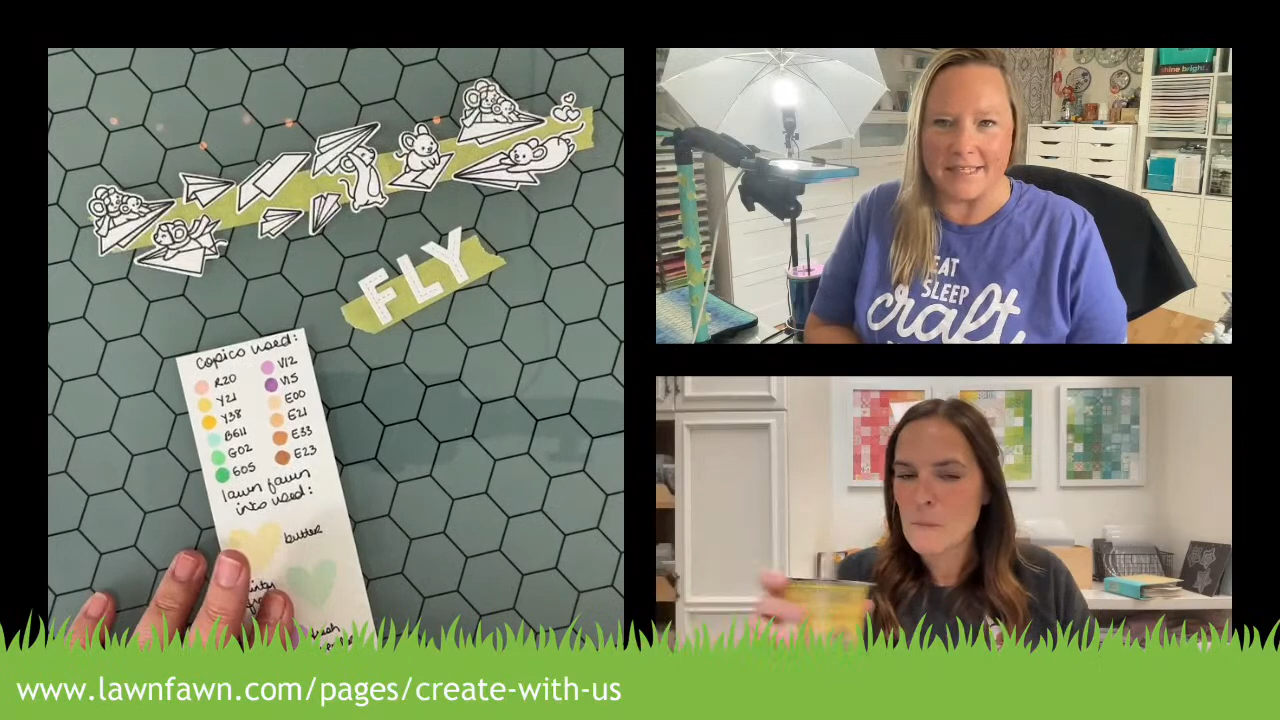 FLY
copics used:
R20
Y21
Y38
BG11
G02
G05
V12
V15
E00
E21
E33
E23
lawn fawn
inks used:
butter
shine bright.
EAT
SLEEP
craft
www.lawnfawn.com/pages/create-with-us